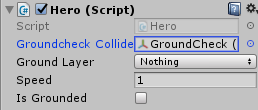 Hero (Script)
Script Hero
Groundcheck Collide GroundCheck (
Ground Layer Nothing
Speed 1
Is Grounded